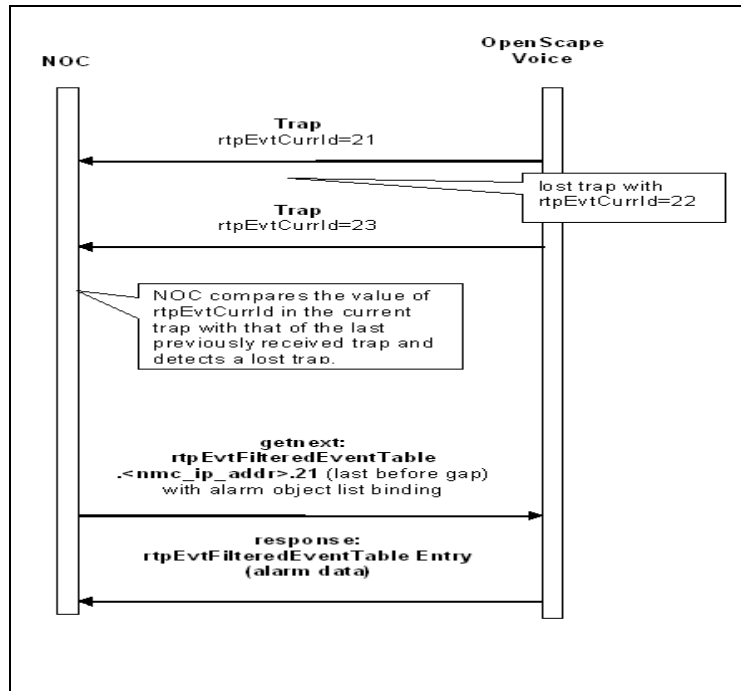 OpenScape
Voice
NOC
Trap
rtpEvtCurrId=21
lost trap with
rtpEvtCurrId=22
Trap
rtpEvtCurrId=23
NOC compares the value of
rtpEvtCurrId in the current
trap with that of the last
previously received trap and
detects a lost trap.
getnext:
rtpEvtFilteredEventTable
.<nmc_ip_addr>.21 (last before gap)
with alarm object list binding
response:
rtpEvtFilteredEventTable Entry
(alarm data)